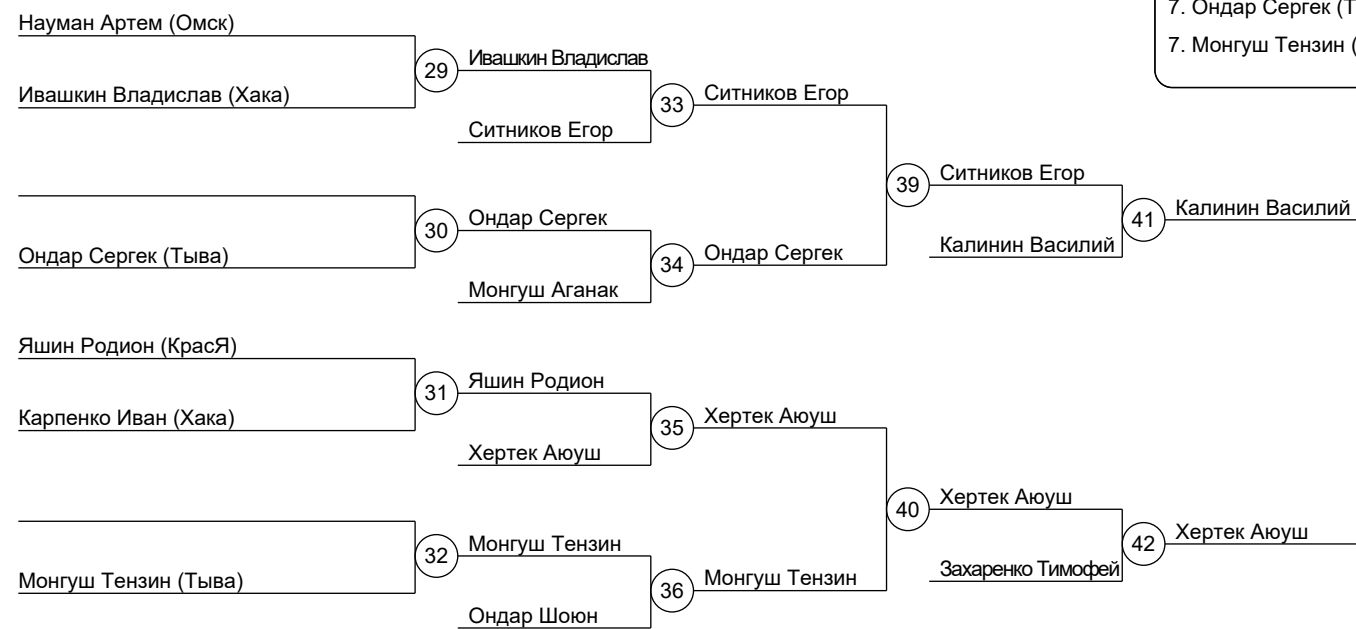 7. Ондар Сергек (Т
7. Монгуш Тензин (
Науман Артем (Омск)
29
Ивашкин Владислав
Ивашкин Владислав (Хака)
33
Ситников Егор
Ситников Егор
39
Ситников Егор
Ондар Сергек (Тыва)
30
Ондар Сергек
Монгуш Аганак
34
Ондар Сергек
Калинин Василий
41
Калинин Василий
Яшин Родион (КрасЯ)
31
Яшин Родион
Карпенко Иван (Хака)
35
Хертек Аюуш
Хертек Аюуш
40
Хертек Аюуш
Монгуш Тензин (Тыва)
32
Монгуш Тензин
Ондар Шоюн
36
Монгуш Тензин
Захаренко Тимофей
42
Хертек Аюуш